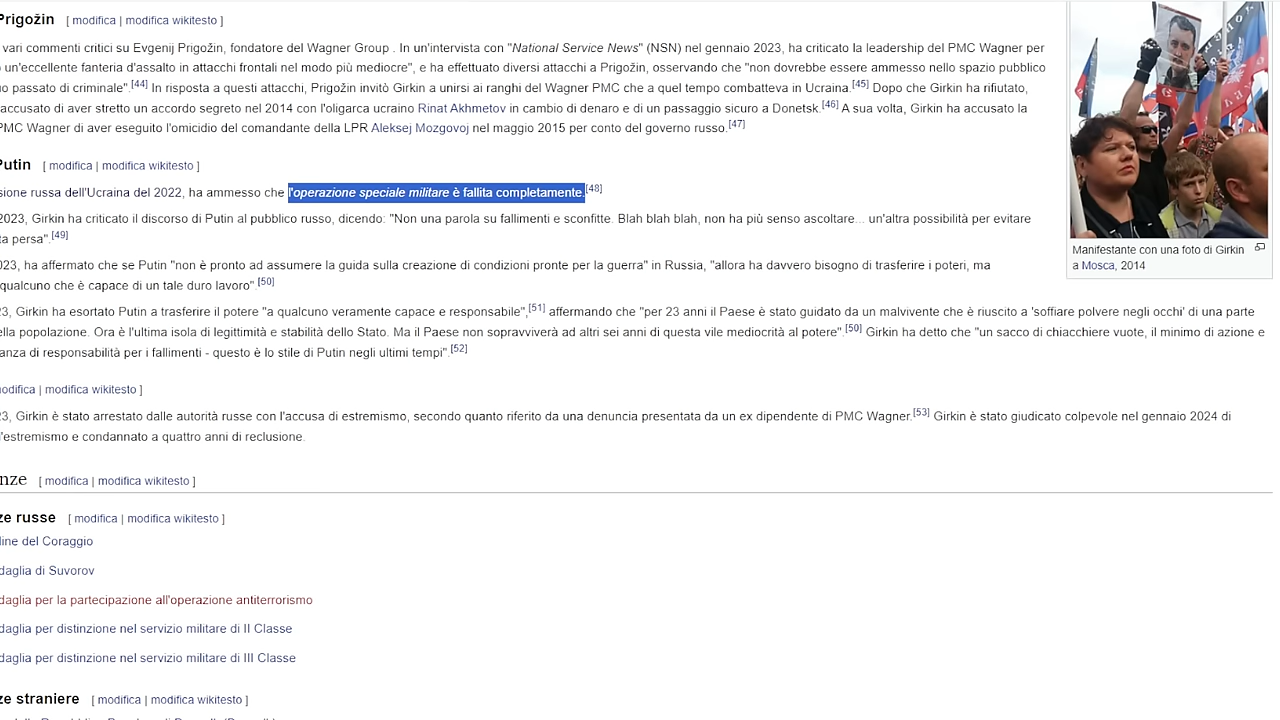 Prigožin [ modifica | modifica wikitesto ]
vari commenti critici su Evgenij Prigožin, fondatore del Wagner Group . In un'intervista con "National Service News" (NSN) nel gennaio 2023, ha criticato la leadership del PMC Wagner per
un'eccellente fanteria d'assalto in attacchi frontali nel modo più mediocre", e ha effettuato diversi attacchi a Prigožin, osservando che "non dovrebbe essere ammesso nello spazio pubblico
o passato di criminale".[44] In risposta a questi attacchi, Prigožin invitò Girkin a unirsi ai ranghi del Wagner PMC che a quel tempo combatteva in Ucraina.[45] Dopo che Girkin ha rifiutato,
accusato di aver stretto un accordo segreto nel 2014 con l'oligarca ucraino Rinat Akhmetov in cambio di denaro e di un passaggio sicuro a Donetsk.[46] A sua volta, Girkin ha accusato la
PMC Wagner di aver eseguito l'omicidio del comandante della LPR Aleksej Mozgovoj nel maggio 2015 per conto del governo russo.[47]
Putin [ modifica | modifica wikitesto ]
sione russa dell'Ucraina del 2022, ha ammesso che l'operazione speciale militare è fallita completamente.[48]
2023, Girkin ha criticato il discorso di Putin al pubblico russo, dicendo: "Non una parola su fallimenti e sconfitte. Blah blah blah, non ha più senso ascoltare... un'altra possibilità per evitare
ta persa".[49]
023, ha affermato che se Putin "non è pronto ad assumere la guida sulla creazione di condizioni pronte per la guerra" in Russia, "allora ha davvero bisogno di trasferire i poteri, ma
qualcuno che è capace di un tale duro lavoro".[50]
23, Girkin ha esortato Putin a trasferire il potere "a qualcuno veramente capace e responsabile",[51] affermando che "per 23 anni il Paese è stato guidato da un malvivente che è riuscito a 'soffiare polvere negli occhi' di una parte
ella popolazione. Ora è l'ultima isola di legittimità e stabilità dello Stato. Ma il Paese non sopravviverà ad altri sei anni di questa vile mediocrità al potere".[50] Girkin ha detto che "un sacco di chiacchiere vuote, il minimo di azione e
anza di responsabilità per i fallimenti - questo è lo stile di Putin negli ultimi tempi".[52]
odifica | modifica wikitesto ]
23, Girkin è stato arrestato dalle autorità russe con l'accusa di estremismo, secondo quanto riferito da una denuncia presentata da un ex dipendente di PMC Wagner.[53] Girkin è stato giudicato colpevole nel gennaio 2024 di
l'estremismo e condannato a quattro anni di reclusione.
nze [ modifica | modifica wikitesto ]
ze russe [ modifica | modifica wikitesto ]
dine del Coraggio
daglia di Suvorov
daglia per la partecipazione all'operazione antiterrorismo
daglia per distinzione nel servizio militare di II Classe
daglia per distinzione nel servizio militare di III Classe
ze straniere [ modifica | modifica wikitesto ]
Manifestante con una foto di Girkin
a Mosca, 2014